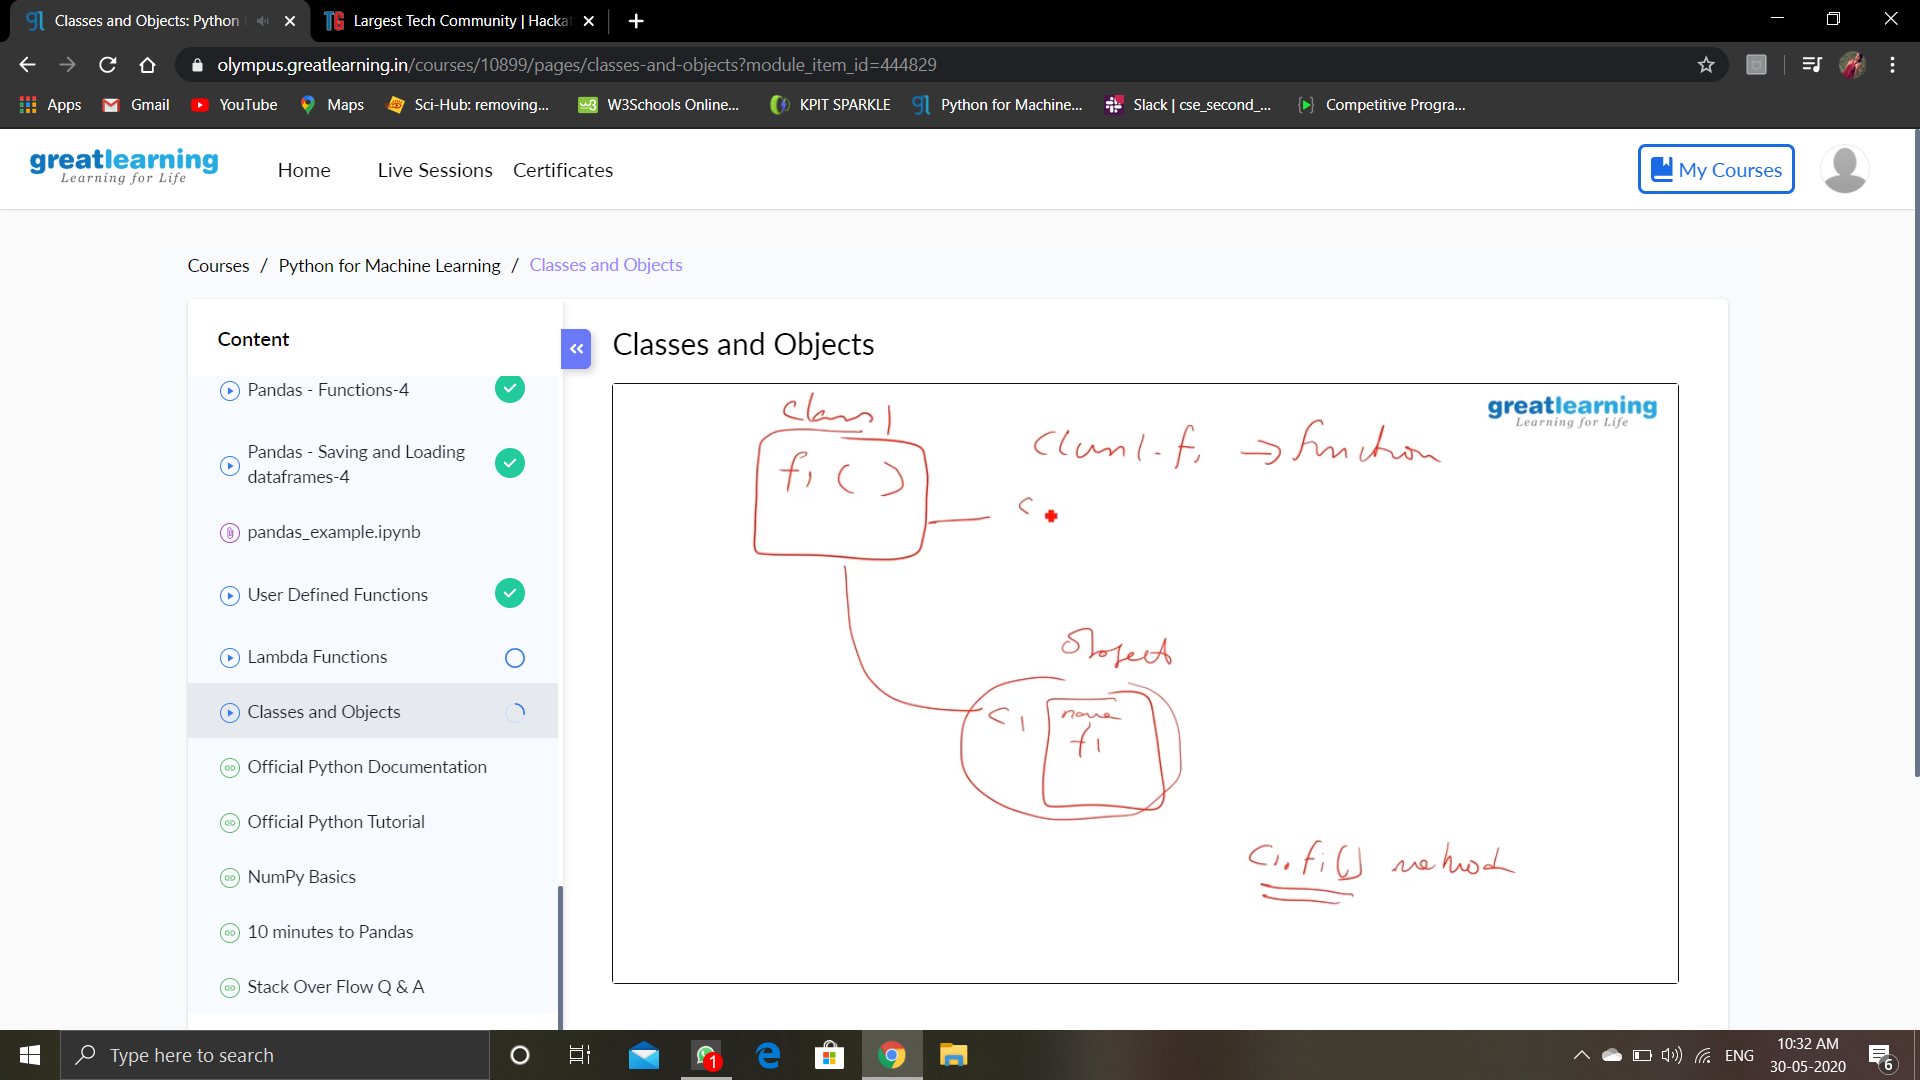 Classes and Objects: Python
Largest Tech Community | Hacka
olympus.greatlearning.in/courses/10899/pages/classes-and-objects?module_item_id=444829
Apps
Gmail
YouTube
Maps
Sci-Hub: removing...
W3Schools Online...
KPIT SPARKLE
Python for Machine...
Slack | cse_second_...
Competitive Progra...
greatlearning
Learning for Life
Home
Live Sessions
Certificates
My Courses
Courses / Python for Machine Learning / Classes and Objects
Content
Pandas - Functions-4
Pandas - Saving and Loading
dataframes-4
pandas_example.ipynb
User Defined Functions
Lambda Functions
Classes and Objects
Official Python Documentation
Official Python Tutorial
NumPy Basics
10 minutes to Pandas
Stack Over Flow Q & A
Classes and Objects
greatlearning
Learning for Life
class1
f1 ( )
Class1.f1 → function
c
Object
c1
name
f1
c1.f1() method
Type here to search
1
ENG
10:32 AM
30-05-2020
6